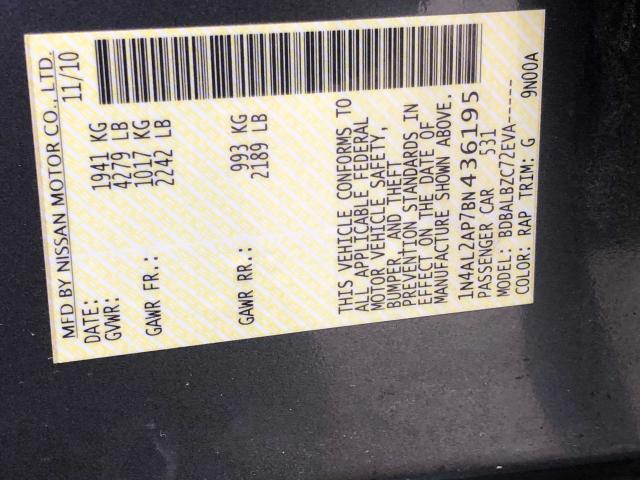 MFD BY NISSAN MOTOR CO., LTD.
DATE: 11/10
GVWR: 1941 KG
4279 LB
GAWR FR.: 1017 KG
2242 LB
GAWR RR.: 993 KG
2189 LB
THIS VEHICLE CONFORMS TO
ALL APPLICABLE FEDERAL
MOTOR VEHICLE SAFETY,
BUMPER, AND THEFT
PREVENTION STANDARDS IN
EFFECT ON THE DATE OF
MANUFACTURE SHOWN ABOVE.
1N4AL2AP7BN436195
PASSENGER CAR 531
MODEL: BDBALBZC72EVA-----
COLOR: RAP TRIM: G 9N00A